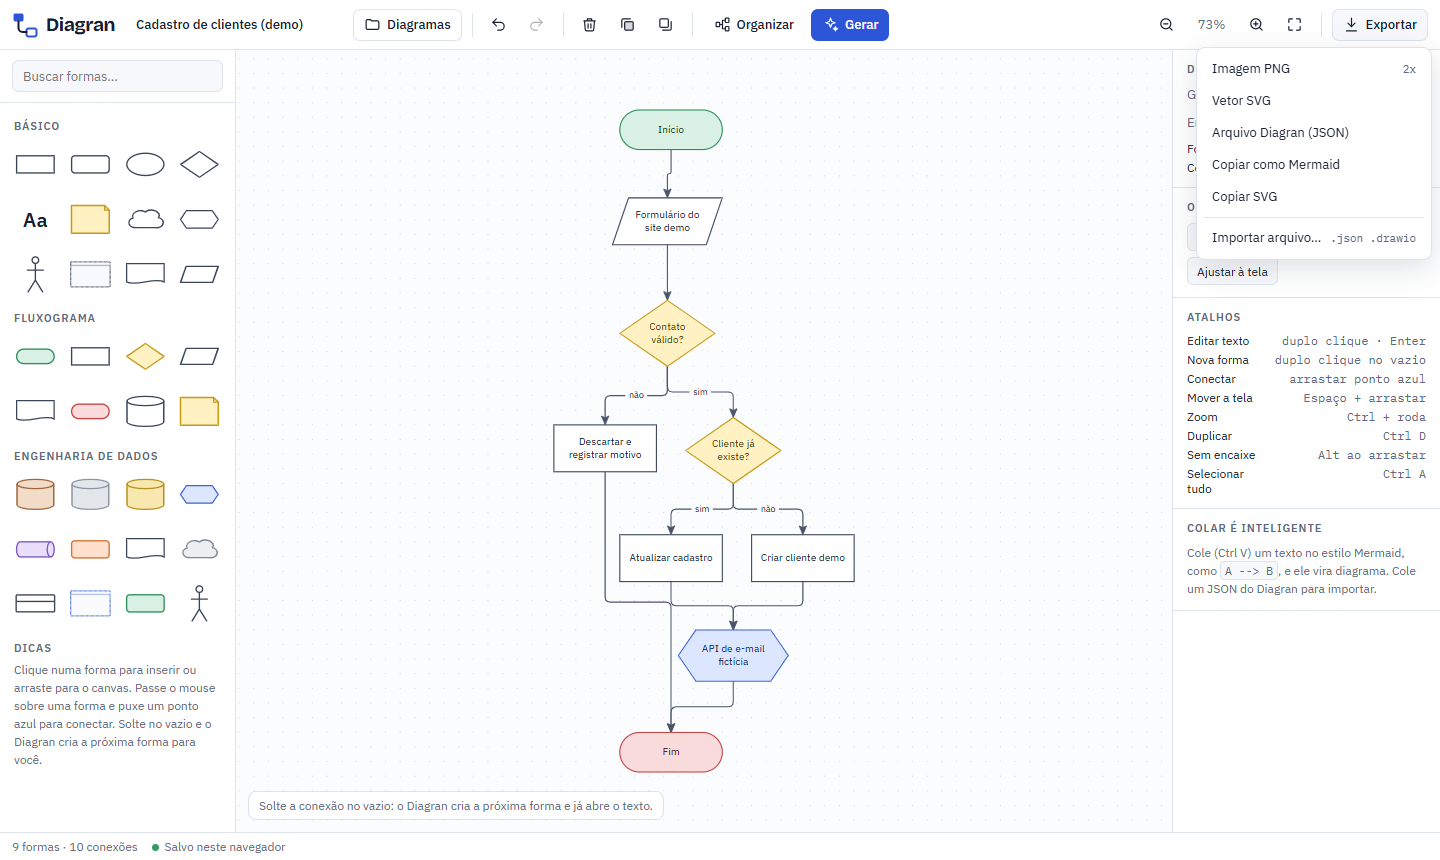 Diagran
Cadastro de clientes (demo)
Diagramas
Organizar
Gerar
73%
Exportar
Buscar formas...
BÁSICO
Aa
FLUXOGRAMA
ENGENHARIA DE DADOS
DICAS
Clique numa forma para inserir ou
arraste para o canvas. Passe o mouse
sobre uma forma e puxe um ponto
azul para conectar. Solte no vazio e o
Diagran cria a próxima forma para
você.
Início
Formulário do
site demo
Contato
válido?
não
sim
Descartar e
registrar motivo
Cliente já
existe?
sim
não
Atualizar cadastro
Criar cliente demo
API de e-mail
fictícia
Fim
Solte a conexão no vazio: o Diagran cria a próxima forma e já abre o texto.
Imagem PNG 2x
Vetor SVG
Arquivo Diagran (JSON)
Copiar como Mermaid
Copiar SVG
Importar arquivo... .json .drawio
Ajustar à tela
ATALHOS
Editar texto duplo clique · Enter
Nova forma duplo clique no vazio
Conectar arrastar ponto azul
Mover a tela Espaço + arrastar
Zoom Ctrl + roda
Duplicar Ctrl D
Sem encaixe Alt ao arrastar
Selecionar Ctrl A
tudo
COLAR É INTELIGENTE
Cole (Ctrl V) um texto no estilo Mermaid,
como A --> B, e ele vira diagrama. Cole
um JSON do Diagran para importar.
9 formas · 10 conexões
Salvo neste navegador